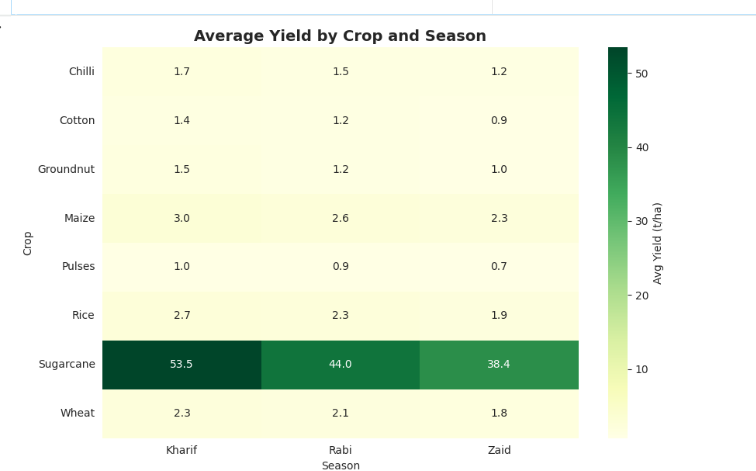 Average Yield by Crop and Season
Chilli 1.7 1.5 1.2
Cotton 1.4 1.2 0.9
Groundnut 1.5 1.2 1.0
Maize 3.0 2.6 2.3
Pulses 1.0 0.9 0.7
Rice 2.7 2.3 1.9
Sugarcane 53.5 44.0 38.4
Wheat 2.3 2.1 1.8
Kharif Rabi Zaid
Season
Crop
50
40
30
20
10
Avg Yield (t/ha)